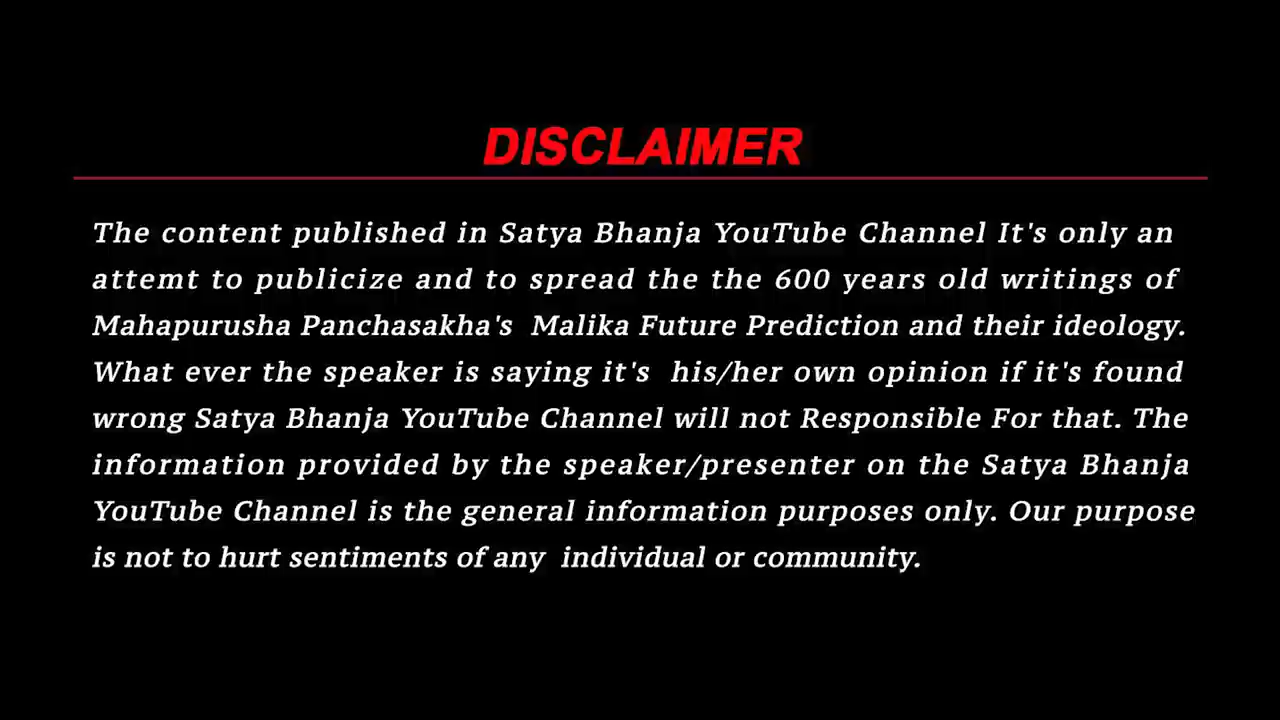 DISCLAIMER
The content published in Satya Bhanja YouTube Channel It's only an
attemt to publicize and to spread the the 600 years old writings of
Mahapurusha Panchasakha's Malika Future Prediction and their ideology.
What ever the speaker is saying it's his/her own opinion if it's found
wrong Satya Bhanja YouTube Channel will not Responsible For that. The
information provided by the speaker/presenter on the Satya Bhanja
YouTube Channel is the general information purposes only. Our purpose
is not to hurt sentiments of any individual or community.